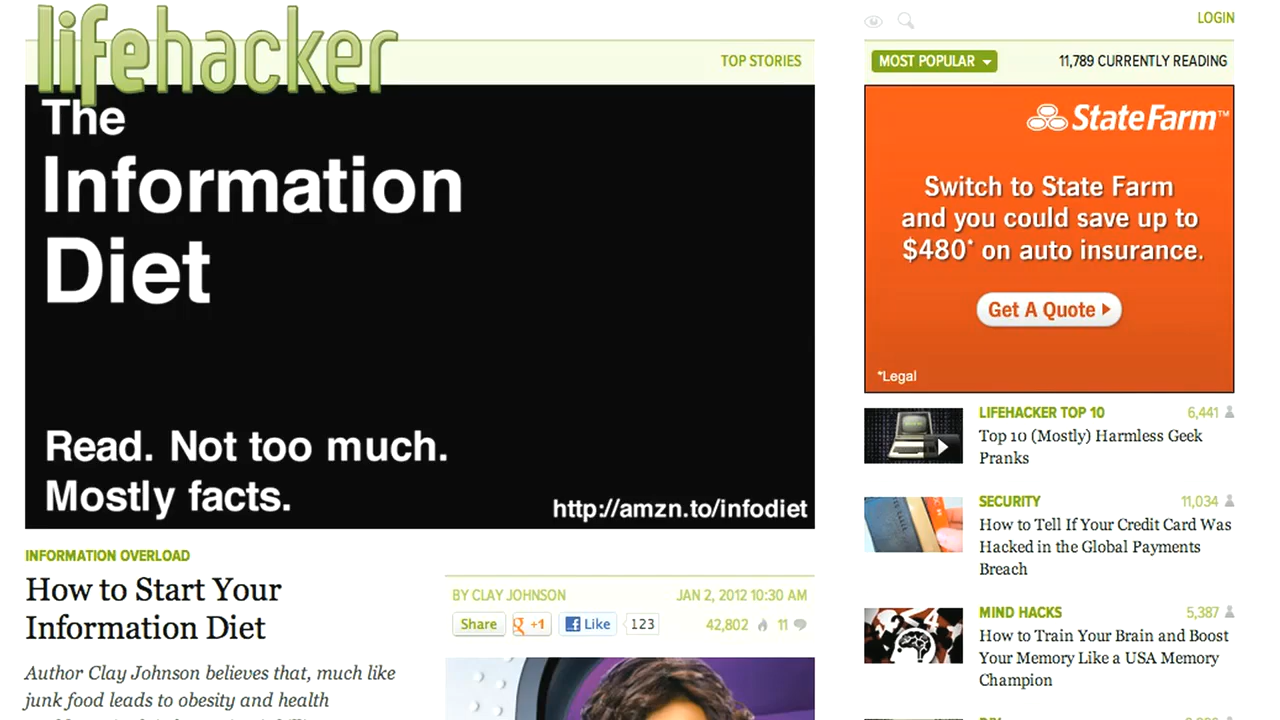 lifehacker
TOP STORIES
The
Information
Diet
Read. Not too much.
Mostly facts.
http://amzn.to/infodiet
INFORMATION OVERLOAD
How to Start Your
Information Diet
Author Clay Johnson believes that, much like
junk food leads to obesity and health
BY CLAY JOHNSON
JAN 2, 2012 10:30 AM
Share
g +1
Like
123
42,802
11
LOGIN
MOST POPULAR
11,789 CURRENTLY READING
StateFarm™
Switch to State Farm
and you could save up to
$480* on auto insurance.
Get A Quote
*Legal
LIFEHACKER TOP 10
6,441
Top 10 (Mostly) Harmless Geek
Pranks
SECURITY
11,034
How to Tell If Your Credit Card Was
Hacked in the Global Payments
Breach
MIND HACKS
5,387
How to Train Your Brain and Boost
Your Memory Like a USA Memory
Champion